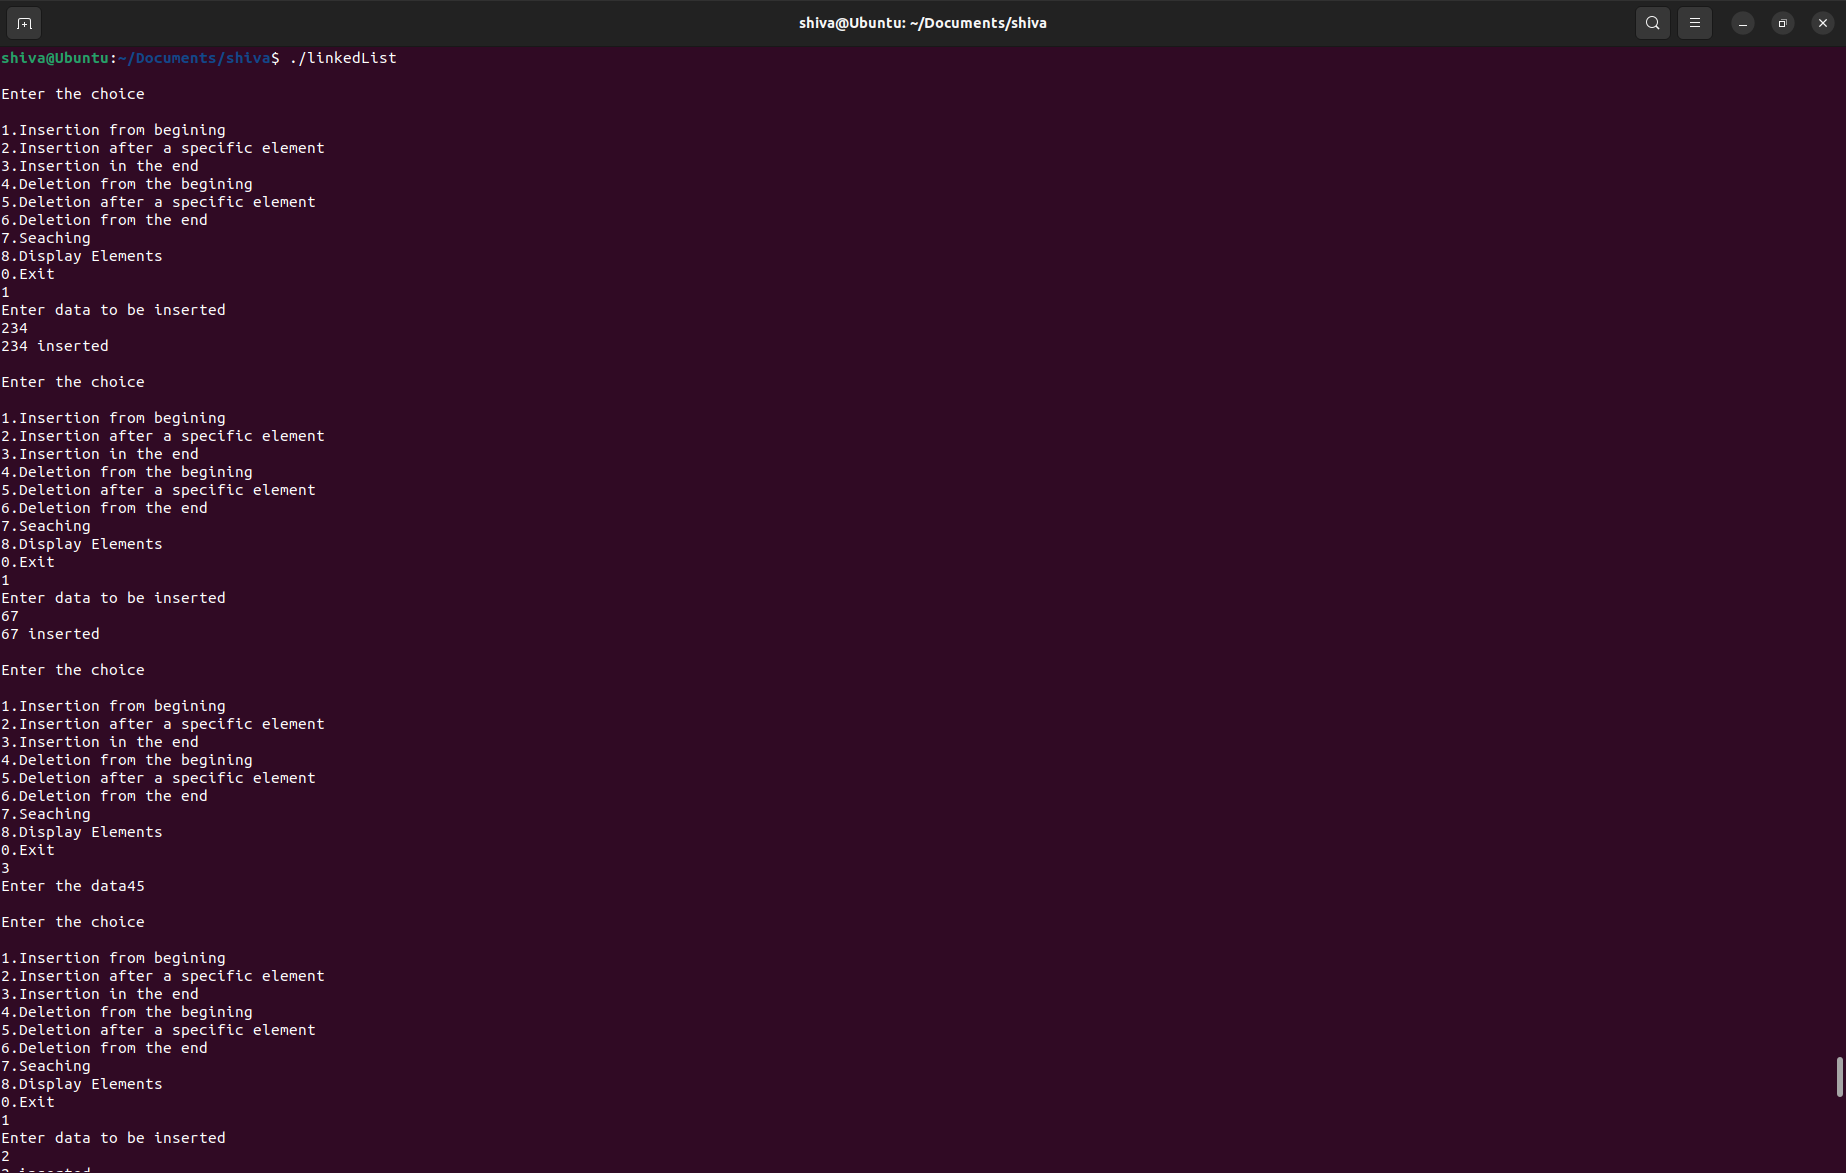 shiva@Ubuntu: ~/Documents/shiva
shiva@Ubuntu:~/Documents/shiva$ ./linkedList
Enter the choice
1.Insertion from begining
2.Insertion after a specific element
3.Insertion in the end
4.Deletion from the begining
5.Deletion after a specific element
6.Deletion from the end
7.Seaching
8.Display Elements
0.Exit
1
Enter data to be inserted
234
234 inserted
Enter the choice
1.Insertion from begining
2.Insertion after a specific element
3.Insertion in the end
4.Deletion from the begining
5.Deletion after a specific element
6.Deletion from the end
7.Seaching
8.Display Elements
0.Exit
1
Enter data to be inserted
67
67 inserted
Enter the choice
1.Insertion from begining
2.Insertion after a specific element
3.Insertion in the end
4.Deletion from the begining
5.Deletion after a specific element
6.Deletion from the end
7.Seaching
8.Display Elements
0.Exit
3
Enter the data45
Enter the choice
1.Insertion from begining
2.Insertion after a specific element
3.Insertion in the end
4.Deletion from the begining
5.Deletion after a specific element
6.Deletion from the end
7.Seaching
8.Display Elements
0.Exit
1
Enter data to be inserted
2
2 inserted